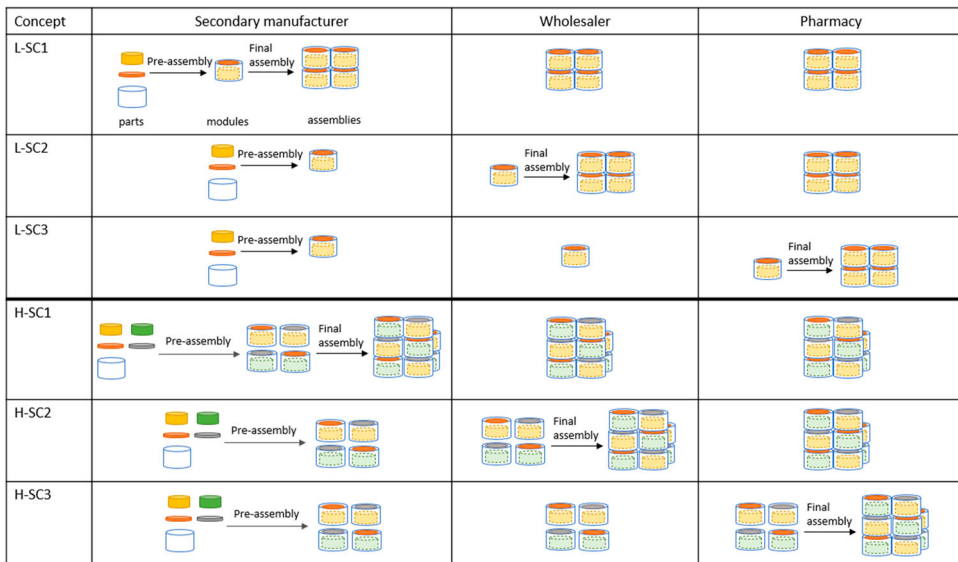 Concept Secondary manufacturer Wholesaler Pharmacy
L-SC1
Pre-assembly
Final
assembly
parts modules assemblies
L-SC2
Pre-assembly
Final
assembly
L-SC3
Pre-assembly
Final
assembly
H-SC1
Pre-assembly
Final
assembly
H-SC2
Pre-assembly
Final
assembly
H-SC3
Pre-assembly
Final
assembly